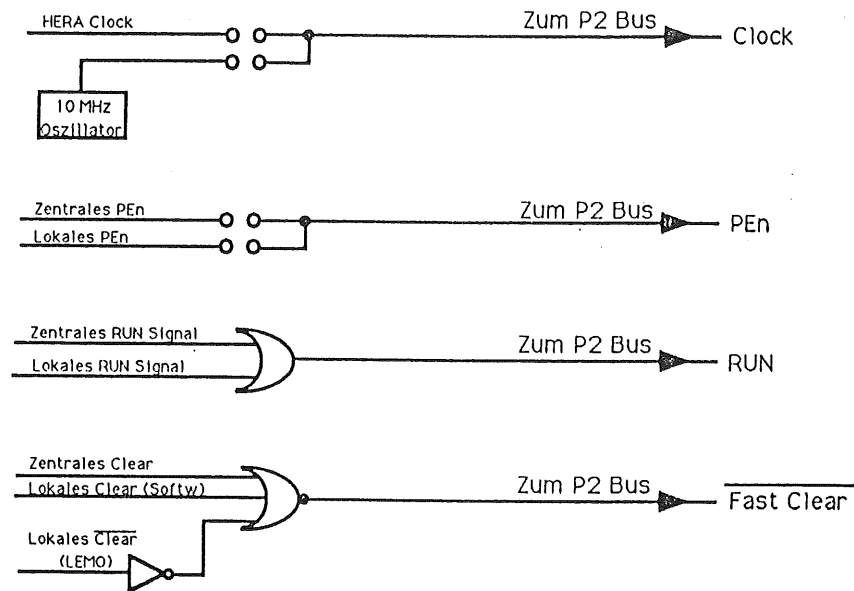 HERA Clock
Zum P2 Bus
Clock
10 MHz
Oszillator
Zentrales PEn
Zum P2 Bus
PEn
Lokales PEn
Zentrales RUN Signal
Zum P2 Bus
RUN
Lokales RUN Signal
Zentrales Clear
Lokales Clear (Softw)
Zum P2 Bus
Fast Clear
Lokales Clear
(LEMO)